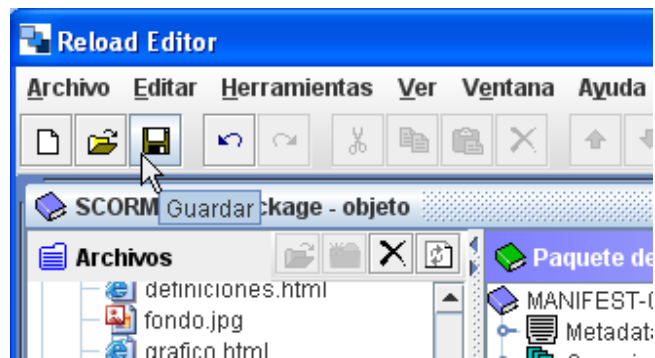 Reload Editor
Archivo Editar Herramientas Ver Ventana Ayuda
SCORM Guardar ckage - objeto
Archivos
Paquete de
definiciones.html
MANIFEST-
fondo.jpg
Metadat
grafico.html